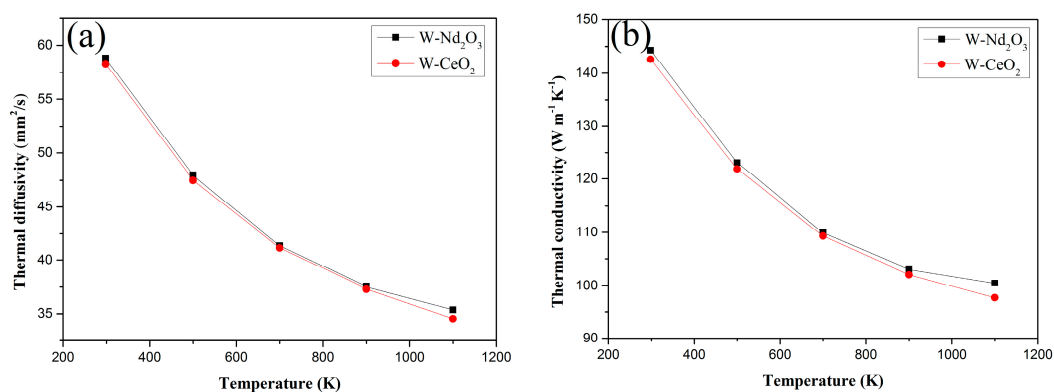 (a)
W-Nd₂O₃
W-CeO₂
60
55
50
45
40
35
200
400
600
800
1000
1200
Thermal diffusivity (mm²/s)
Temperature (K)
(b)
W-Nd₂O₃
W-CeO₂
150
140
130
120
110
100
90
200
400
600
800
1000
1200
Thermal conductivity (W m⁻¹ K⁻¹)
Temperature (K)